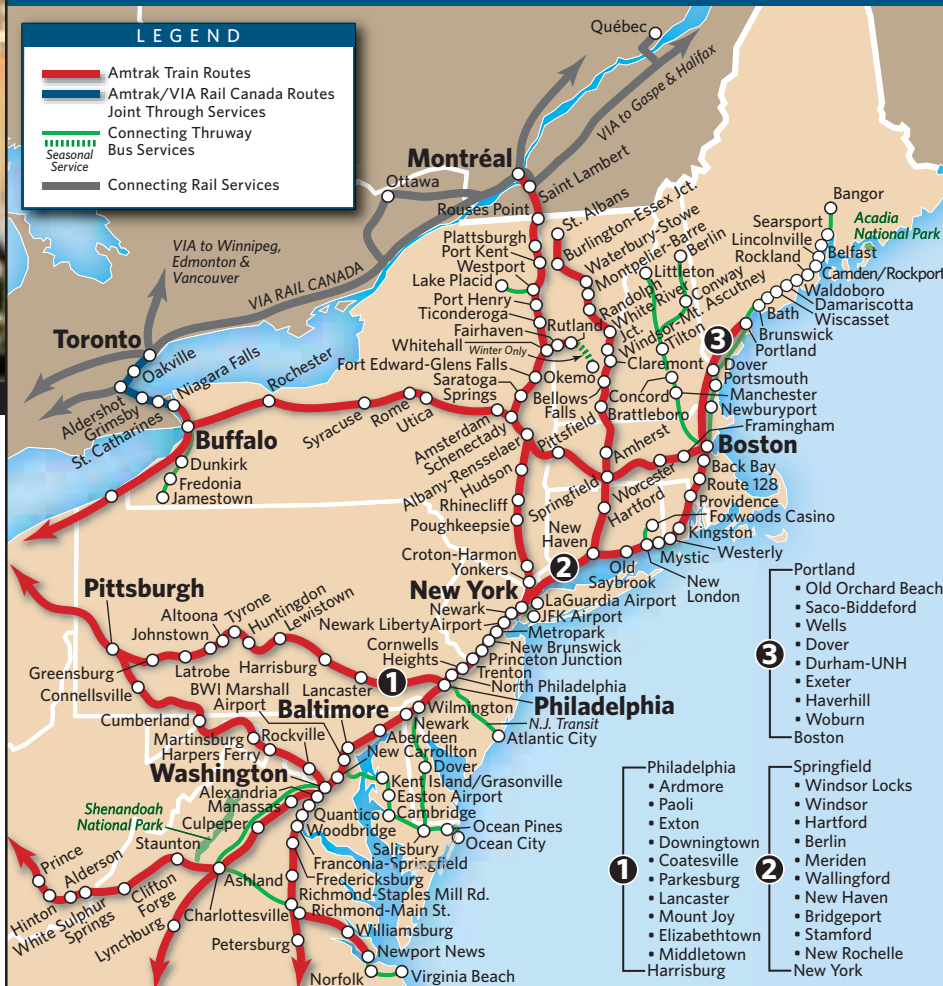 LEGEND
Amtrak Train Routes
Amtrak/VIA Rail Canada Routes
Joint Through Services
Connecting Thruway
Bus Services
Seasonal
Service
Connecting Rail Services
Québec
VIA to Gaspe & Halifax
Montréal
Saint Lambert
Ottawa
Rouses Point
St. Albans
Burlington-Essex Jct.
Waterbury-Stowe
Montpelier-Barre
Randolph
White River
Jct.
Windsor-Mt. Ascutney
Berlin
Littleton
Conway
Bangor
Searsport
Acadia
National Park
Lincolnville
Belfast
Rockland
Camden/Rockport
Waldoboro
Damariscotta
Wiscasset
Bath
Brunswick
Portland
VIA to Winnipeg,
Edmonton &
Vancouver
VIA RAIL CANADA
Plattsburgh
Port Kent
Westport
Lake Placid
Port Henry
Ticonderoga
Fairhaven
Rutland
Whitehall
Winter Only
Tilton
Claremont
3
Toronto
Oakville
Aldershot
Grimsby
St. Catharines
Niagara Falls
Rochester
Fort Edward-Glens Falls
Okemo
Saratoga
Springs
Bellows
Falls
Concord
Brattleboro
Dover
Portsmouth
Manchester
Newburyport
Framingham
Syracuse
Rome
Utica
Amsterdam
Schenectady
Albany-Rensselaer
Pittsfield
Amherst
Boston
Buffalo
Dunkirk
Fredonia
Jamestown
Hudson
Springfield
Worcester
Hartford
Back Bay
Route 128
Providence
Foxwoods Casino
Kingston
Westerly
Mystic
Rhinecliff
Poughkeepsie
New
Haven
Croton-Harmon
Yonkers
2
Old
Saybrook
New
London
Pittsburgh
Altoona
Tyrone
Huntingdon
Lewistown
Johnstown
New York
Newark
LaGuardia Airport
JFK Airport
Newark Liberty
Airport
Metropark
New Brunswick
Princeton Junction
Cornwells
Heights
Trenton
North Philadelphia
Greensburg
Latrobe
Harrisburg
Connellsville
Lancaster
1
Philadelphia
BWI Marshall
Airport
Baltimore
Wilmington
Newark
N.J. Transit
Atlantic City
Cumberland
Martinsburg
Rockville
Harpers Ferry
Aberdeen
New Carrollton
Washington
Dover
Alexandria
Manassas
Kent Island/Grasonville
Easton Airport
Shenandoah
National Park
Culpeper
Quantico
Woodbridge
Cambridge
Ocean Pines
Ocean City
Staunton
Salisbury
Franconia-Springfield
Fredericksburg
Ashland
Richmond-Staples Mill Rd.
Richmond-Main St.
Prince
Hinton
Alderson
White Sulphur
Springs
Clifton
Forge
Lynchburg
Charlottesville
Williamsburg
Petersburg
Newport News
Norfolk
Virginia Beach
3
Portland
• Old Orchard Beach
• Saco-Biddeford
• Wells
• Dover
• Durham-UNH
• Exeter
• Haverhill
• Woburn
Boston
1
Philadelphia
• Ardmore
• Paoli
• Exton
• Downingtown
• Coatesville
• Parkesburg
• Lancaster
• Mount Joy
• Elizabethtown
• Middletown
Harrisburg
2
Springfield
• Windsor Locks
• Windsor
• Hartford
• Berlin
• Meriden
• Wallingford
• New Haven
• Bridgeport
• Stamford
• New Rochelle
New York